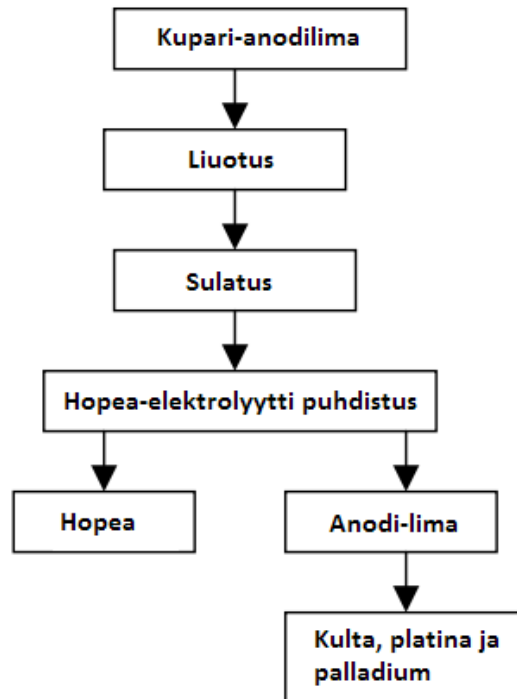 Kupari-anodilima
Liuotus
Sulatus
Hopea-elektrolyytti puhdistus
Hopea
Anodi-lima
Kulta, platina ja
palladium